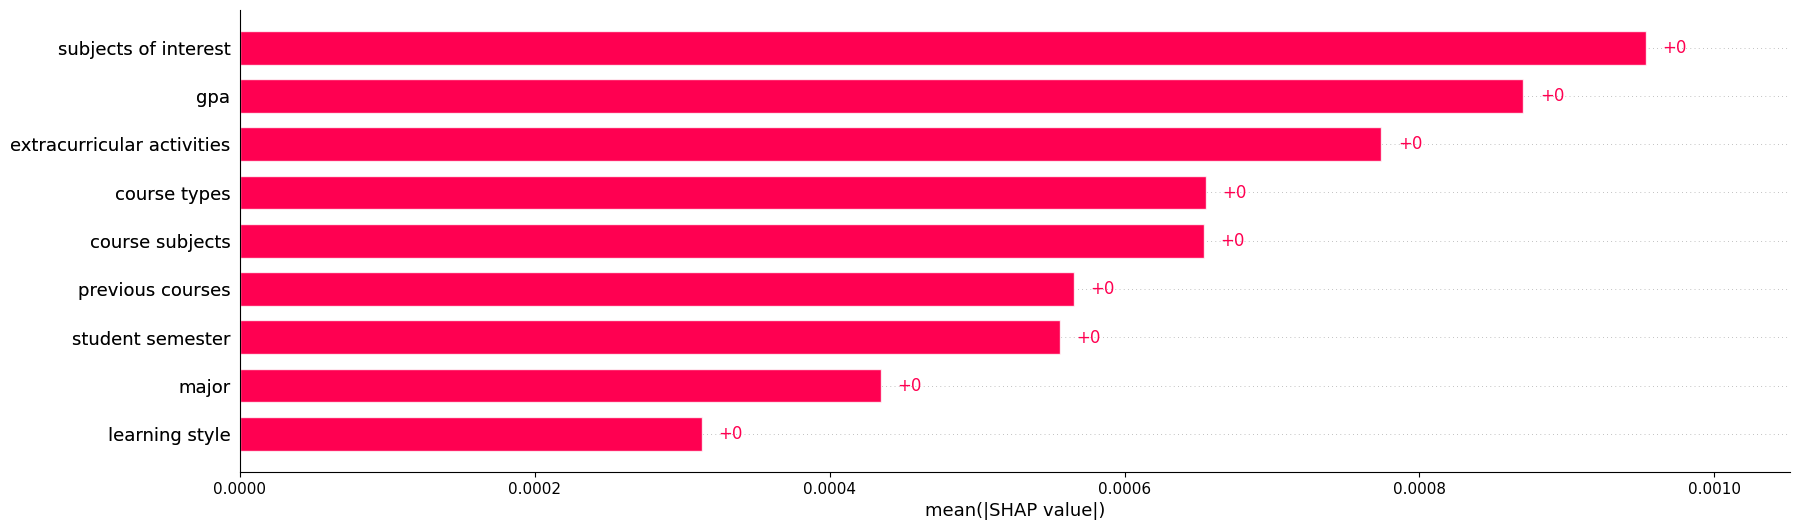 subjects of interest +0
gpa +0
extracurricular activities +0
course types +0
course subjects +0
previous courses +0
student semester +0
major +0
learning style +0
0.0000 0.0002 0.0004 0.0006 0.0008 0.0010
mean(|SHAP value|)